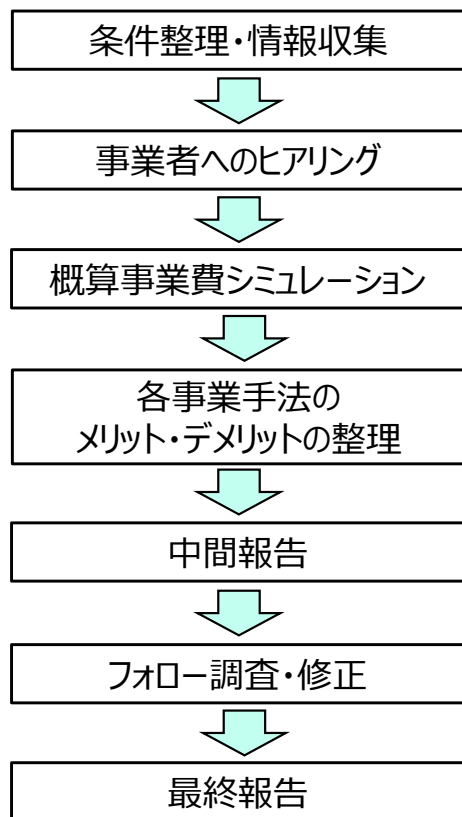 条件整理・情報収集
事業者へのヒアリング
概算事業費シミュレーション
各事業手法の
メリット・デメリットの整理
中間報告
フォロー調査・修正
最終報告